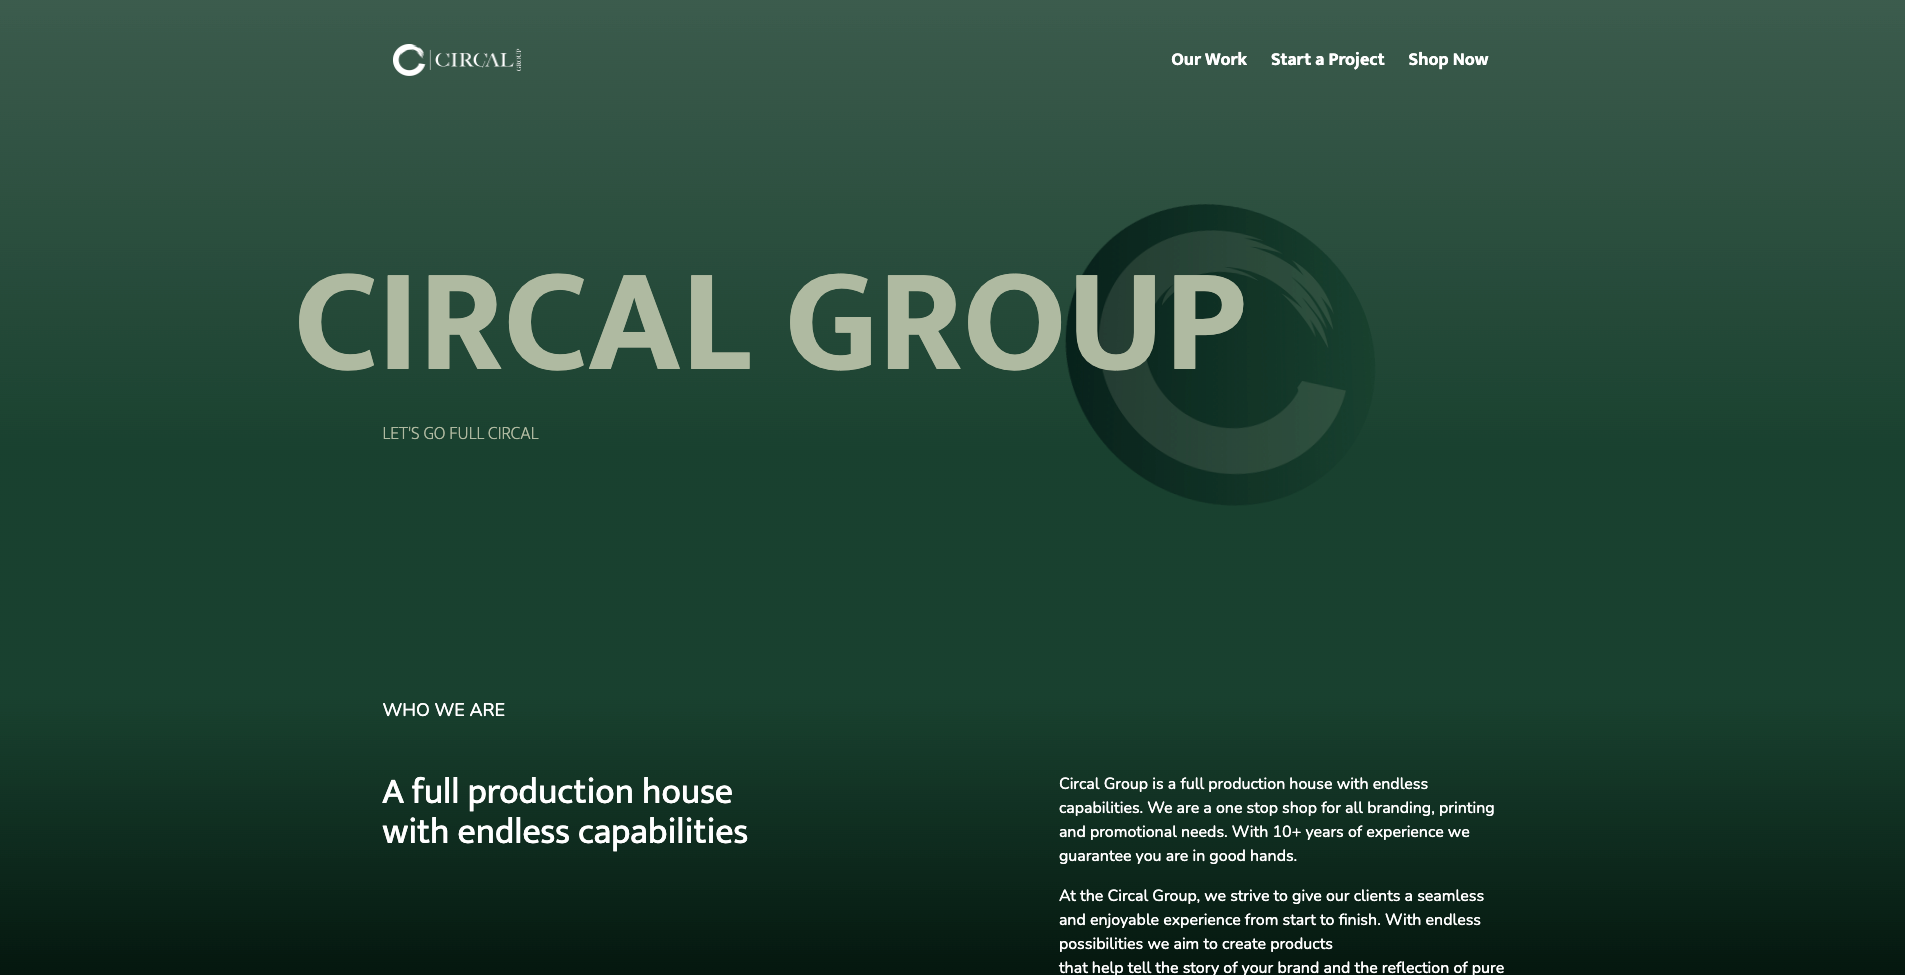 CIRCAL GROUP
Our Work
Start a Project
Shop Now
CIRCAL GROUP
LET'S GO FULL CIRCAL
WHO WE ARE
A full production house
with endless capabilities
Circal Group is a full production house with endless
capabilities. We are a one stop shop for all branding, printing
and promotional needs. With 10+ years of experience we
guarantee you are in good hands.
At the Circal Group, we strive to give our clients a seamless
and enjoyable experience from start to finish. With endless
possibilities we aim to create products
that help tell the story of your brand and the reflection of pure